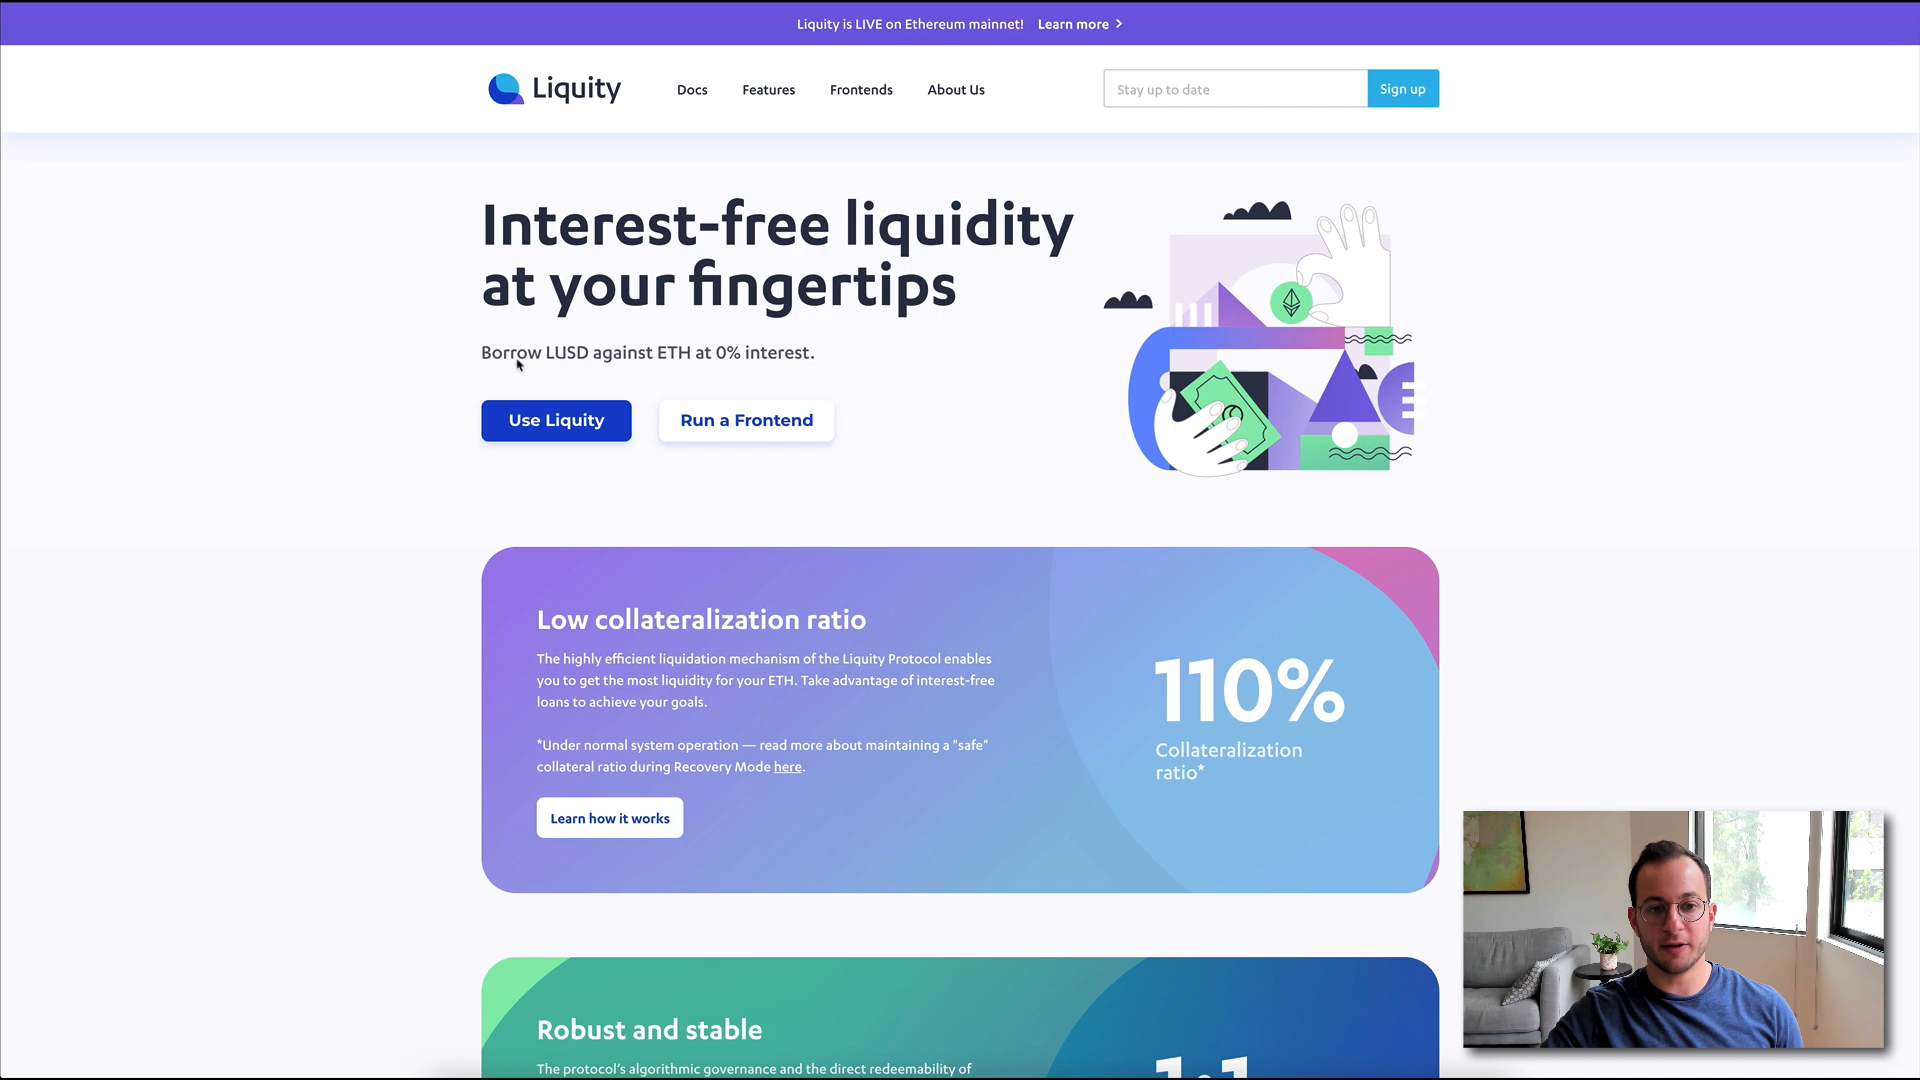 Liquity is LIVE on Ethereum mainnet! Learn more >
Liquity
Docs
Features
Frontends
About Us
Stay up to date
Sign up
Interest-free liquidity
at your fingertips
Borrow LUSD against ETH at 0% interest.
Use Liquity
Run a Frontend
Low collateralization ratio
The highly efficient liquidation mechanism of the Liquity Protocol enables
you to get the most liquidity for your ETH. Take advantage of interest-free
loans to achieve your goals.
*Under normal system operation — read more about maintaining a "safe"
collateral ratio during Recovery Mode here.
Learn how it works
110%
Collateralization
ratio*
Robust and stable
The protocol's algorithmic governance and the direct redeemability of
1:1